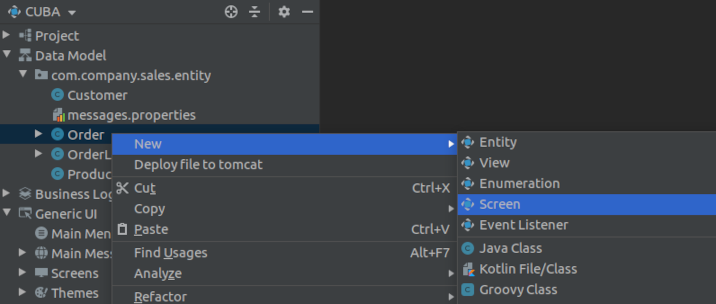 CUBA
Project
Data Model
com.company.sales.entity
Customer
messages.properties
Order
OrderL
Produc
Business Log
Generic UI
Main Men
Main Mess
Screens
Themes
New
Deploy file to tomcat
Cut Ctrl+X
Copy
Paste Ctrl+V
Find Usages Alt+F7
Analyze
Refactor
Entity
View
Enumeration
Screen
Event Listener
Java Class
Kotlin File/Class
Groovy Class